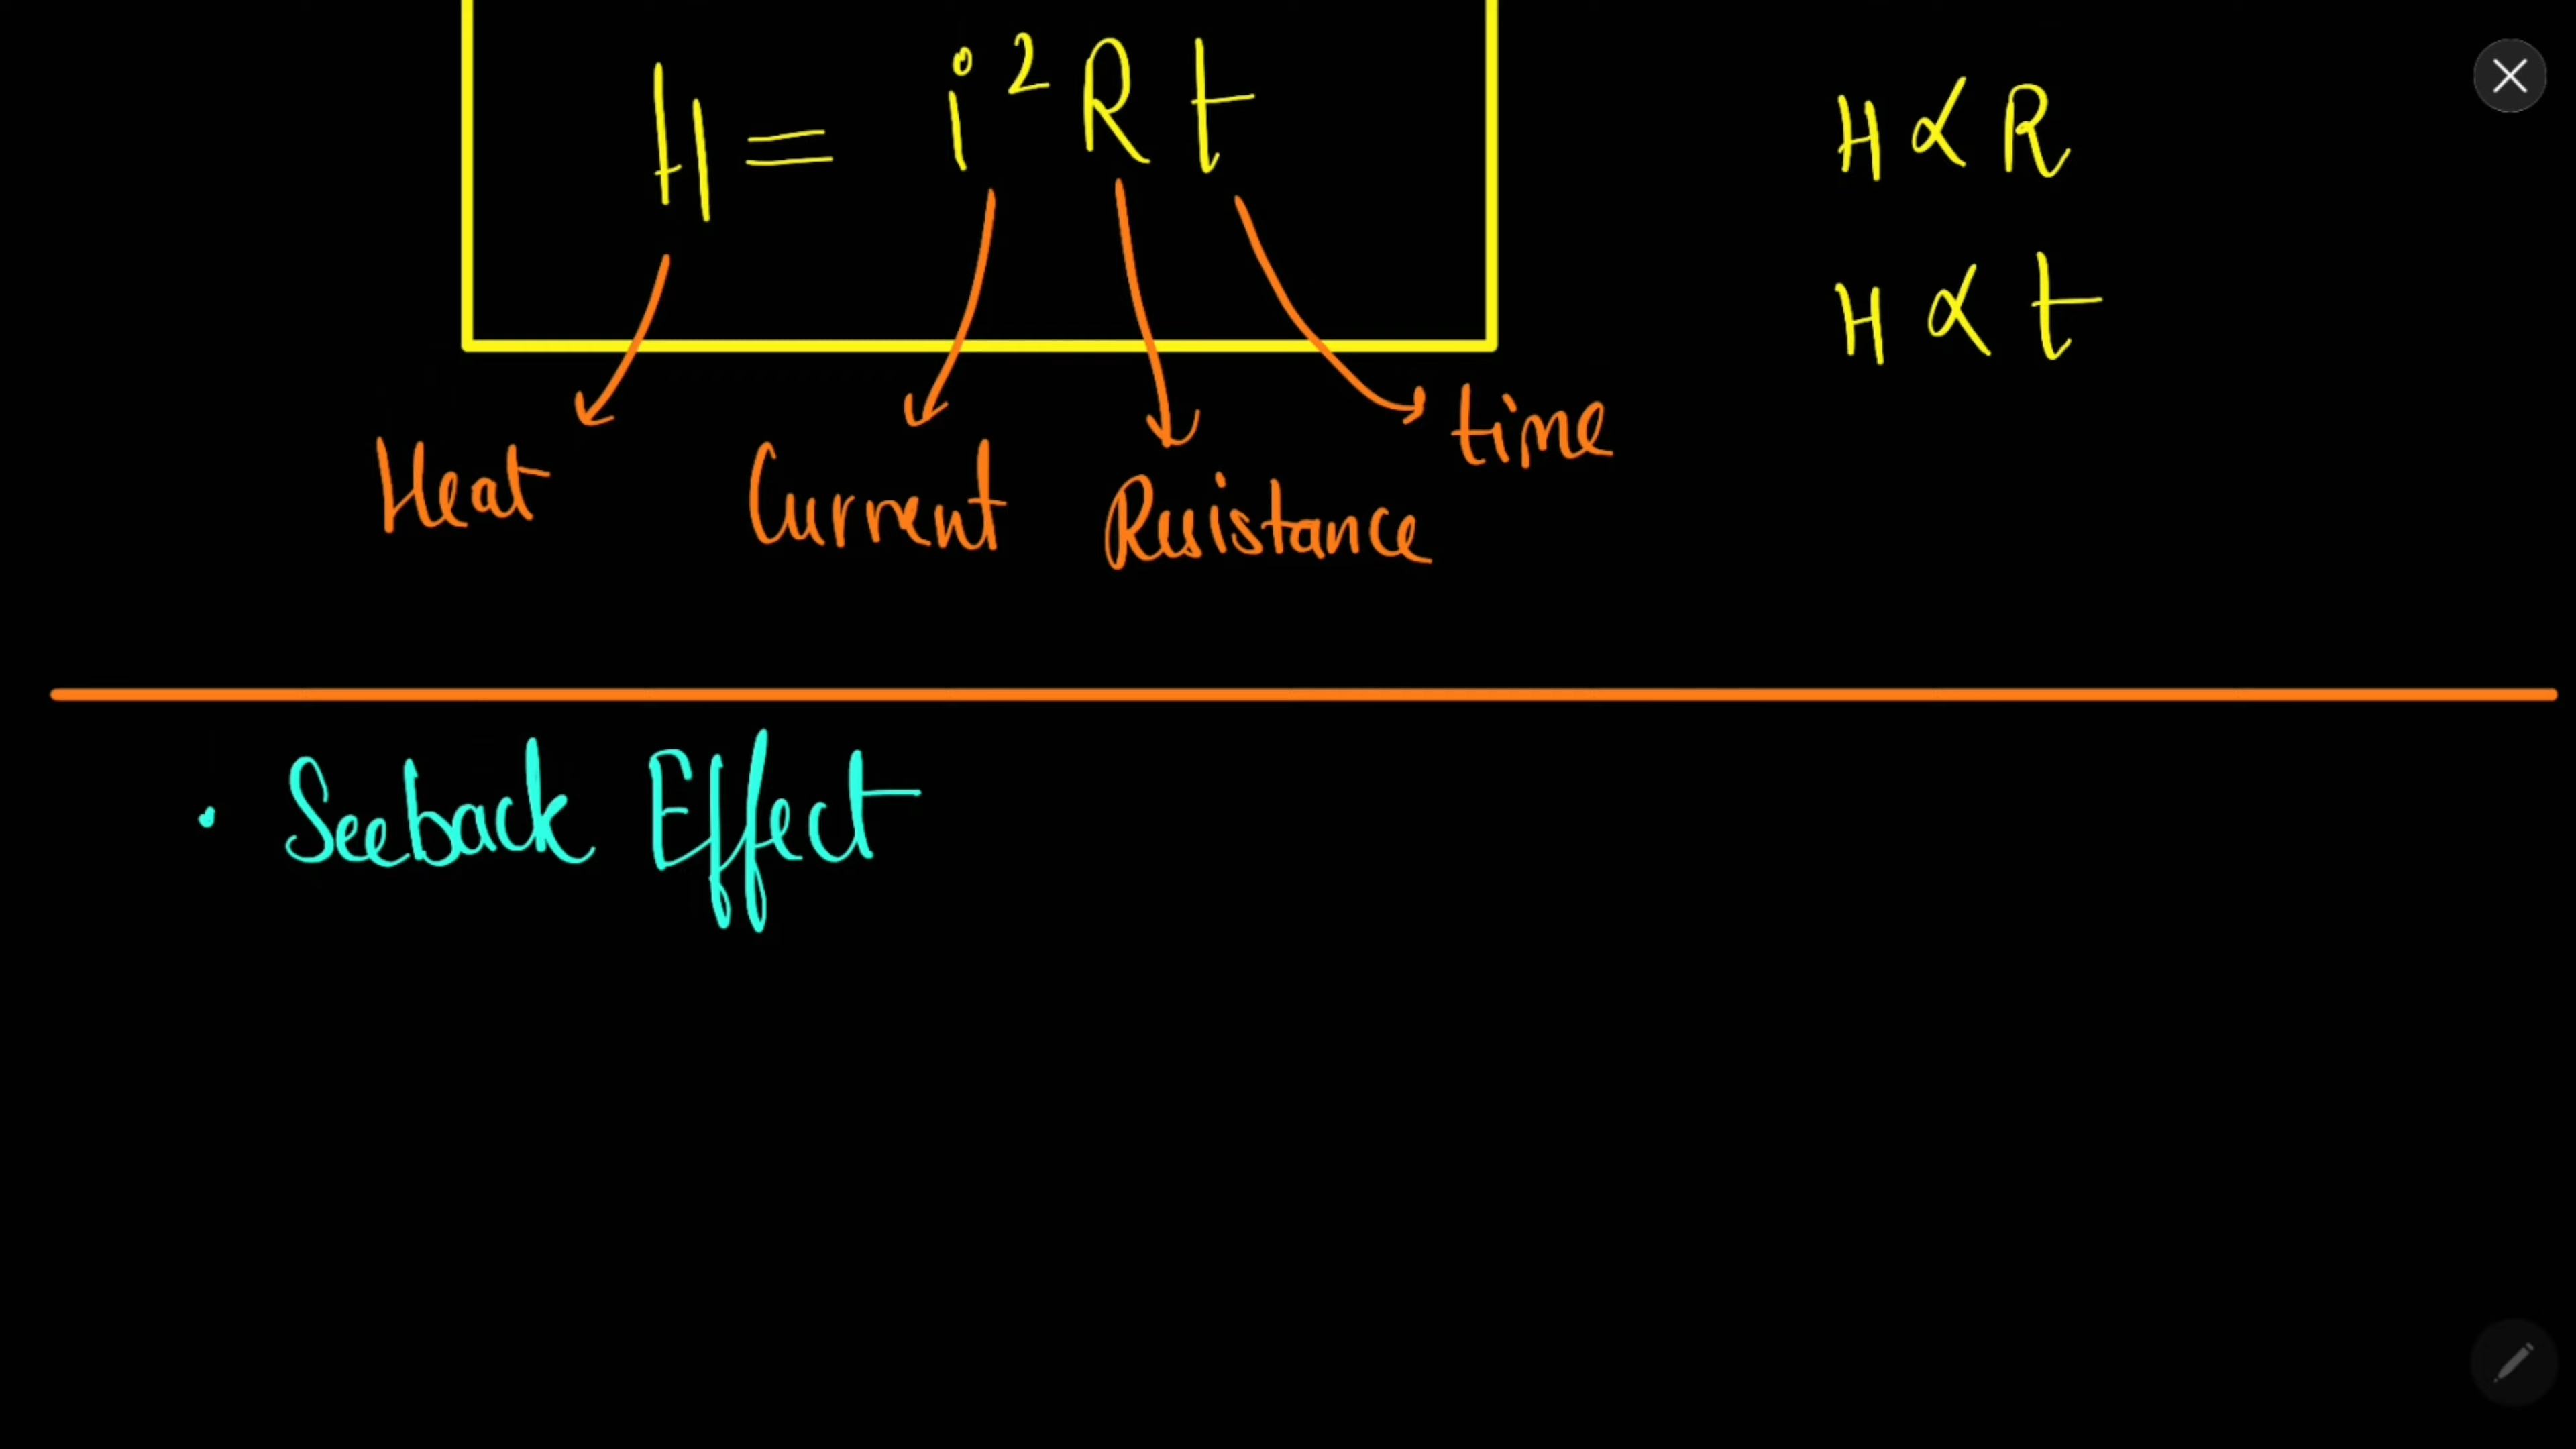 H = i²Rt
H ∝ R
H ∝ t
time
Heat Current Resistance
· Seeback Effect